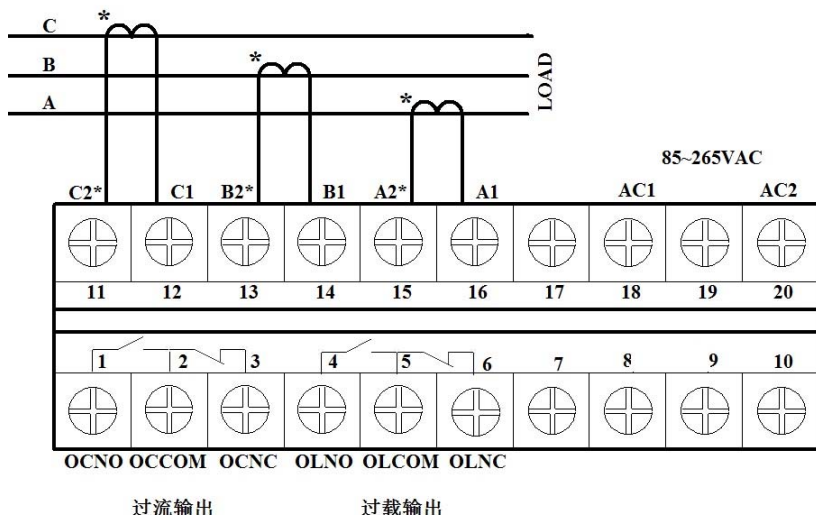 C
*
B
*
LOAD
A
*
85~265VAC
C2* C1 B2* B1 A2* A1 AC1 AC2
11 12 13 14 15 16 17 18 19 20
1 2 3 4 5 6 7 8 9 10
OCNO OCCOM OCNC OLNO OLCOM OLNC
过流输出 过载输出